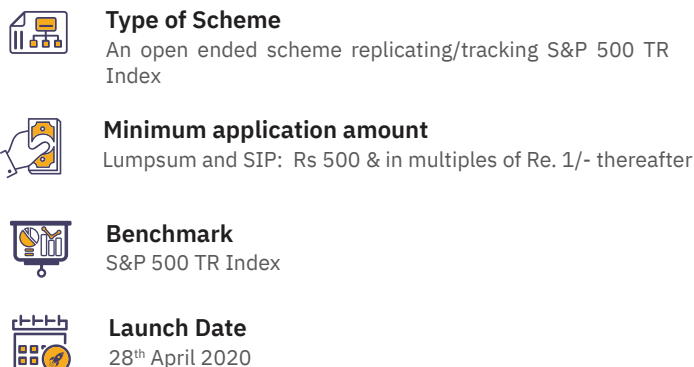 Type of Scheme
An open ended scheme replicating/tracking S&P 500 TR
Index
Minimum application amount
Lumpsum and SIP: Rs 500 & in multiples of Re. 1/- thereafter
Benchmark
S&P 500 TR Index
Launch Date
28th April 2020